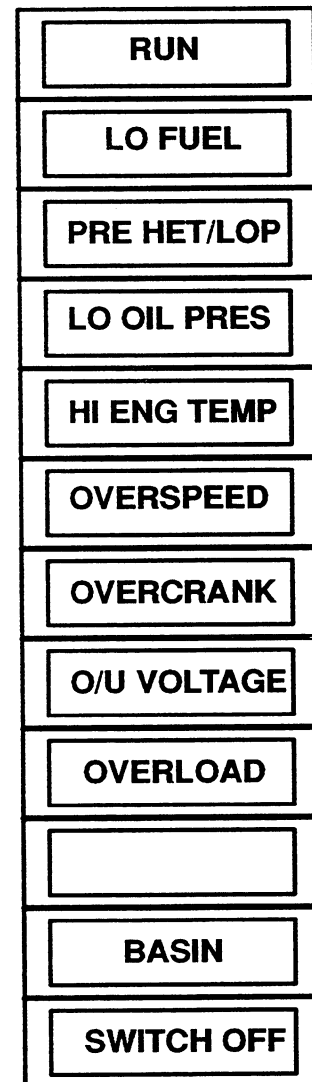 RUN
LO FUEL
PRE HET/LOP
LO OIL PRES
HI ENG TEMP
OVERSPEED
OVERCRANK
O/U VOLTAGE
OVERLOAD
BASIN
SWITCH OFF